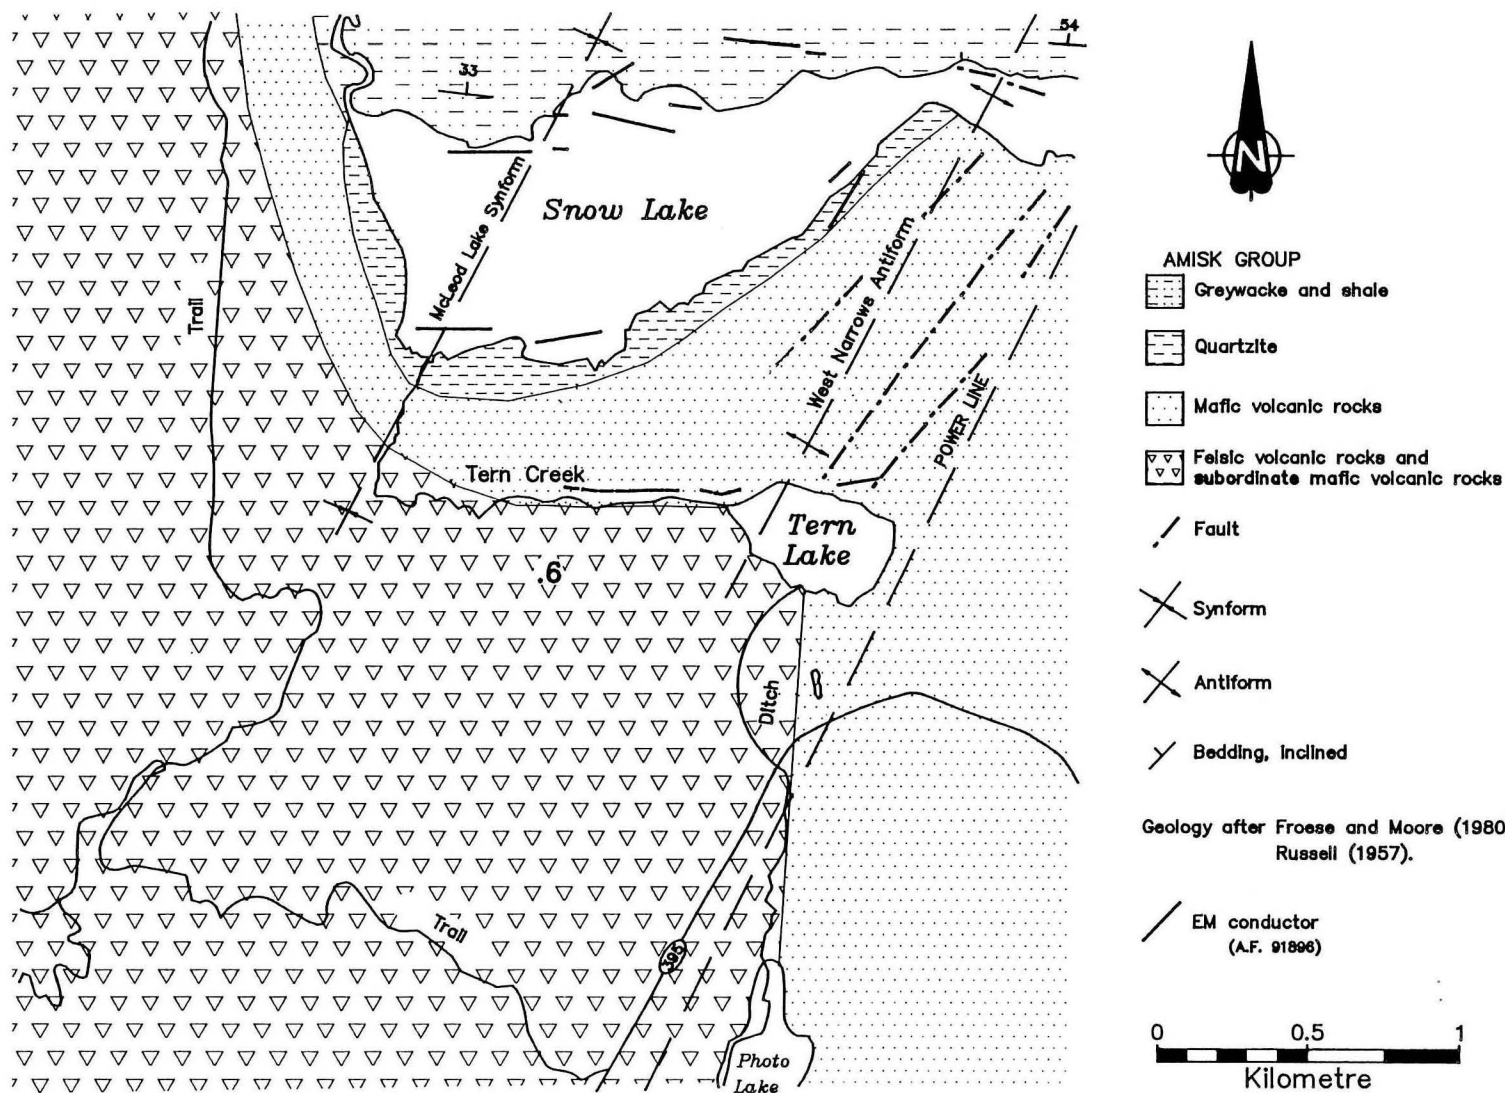 54
33
McLeod Lake Synform
Snow Lake
West Narrows Antiform
Trail
POWER LINE
Tern Creek
Tern
Lake
.6
Ditch
Trail
395
Photo
Lake
N
AMISK GROUP
Greywacke and shale
Quartzite
Mafic volcanic rocks
Felsic volcanic rocks and
subordinate mafic volcanic rocks
Fault
Synform
Antiform
Bedding, inclined
Geology after Froese and Moore (1980
Russell (1957).
EM conductor
(A.F. 91896)
0 0.5 1
Kilometre